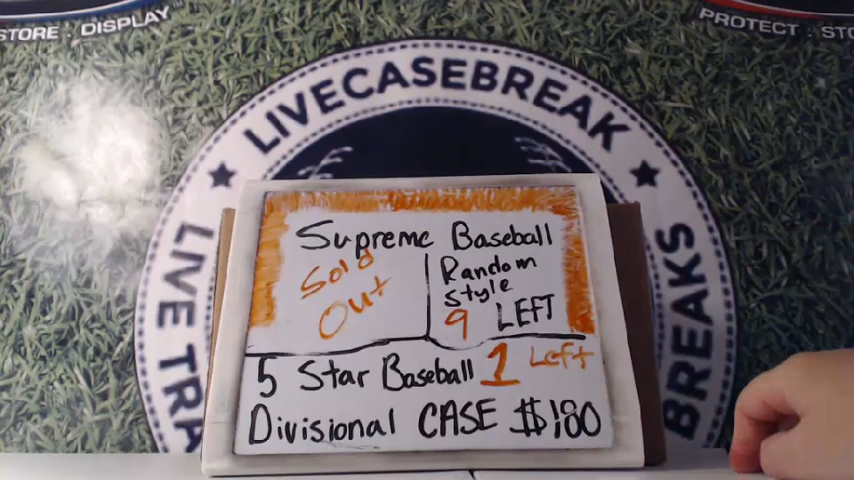 STORE . DISPLAY
PROTECT . STO
LIVECASEBREAK
LIVE TRA
BREAKS
Supreme Baseball
Sold
Out
Random
Style
9 LEFT
5 Star Baseball 1 Left
Divisional CASE $180